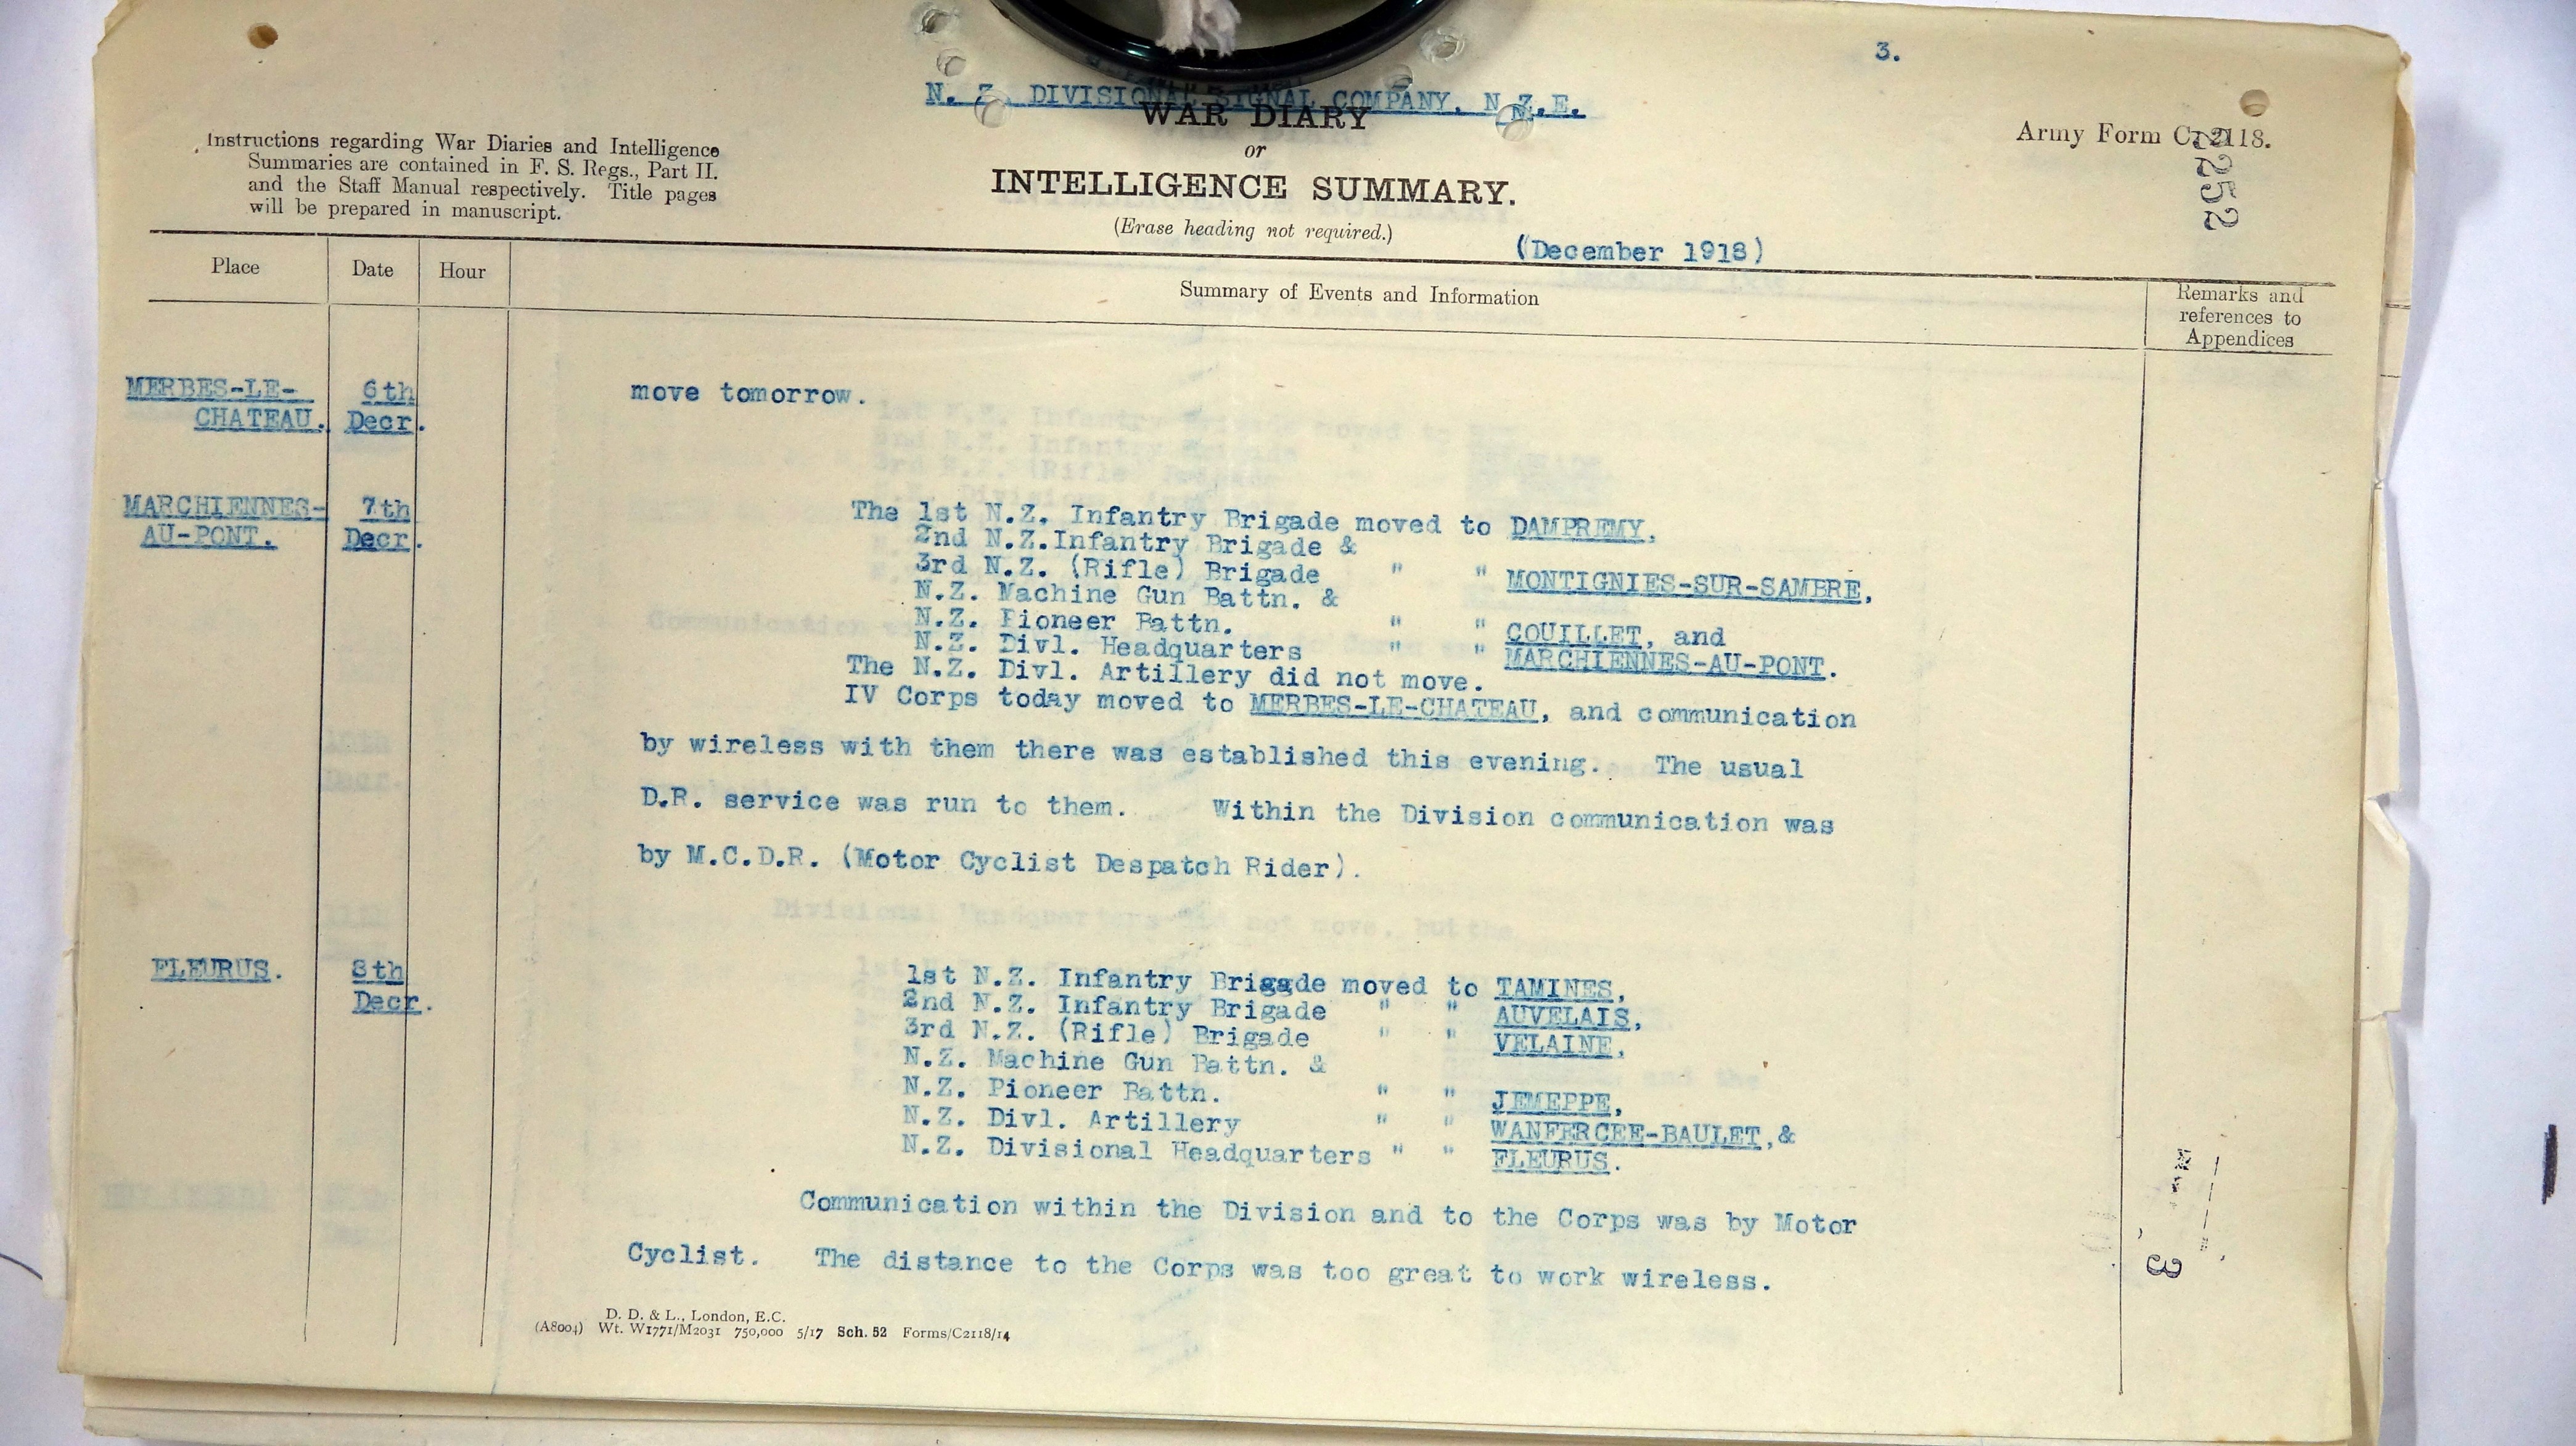 3.
N. Z. DIVISIONAL SIGNAL COMPANY, N.Z.E.
WAR DIARY
or
INTELLIGENCE SUMMARY.
(Erase heading not required.)
(December 1918)
Instructions regarding War Diaries and Intelligence
Summaries are contained in F. S. Regs., Part II.
and the Staff Manual respectively. Title pages
will be prepared in manuscript.
Army Form C. 2118.
2252
Place
Date
Hour
Summary of Events and Information
Remarks and
references to
Appendices
MERBES-LE-
CHATEAU.
6th
Decr.
move tomorrow.
MARCHIENNES-
AU-PONT.
7th
Decr.
The 1st N.Z. Infantry Brigade moved to DAMPREMY,
2nd N.Z.Infantry Brigade &
3rd N.Z. (Rifle) Brigade " " MONTIGNIES-SUR-SAMBRE,
N.Z. Machine Gun Battn. &
N.Z. Pioneer Battn. " " COUILLET, and
N.Z. Divl. Headquarters " " MARCHIENNES-AU-PONT.
The N.Z. Divl. Artillery did not move.
IV Corps today moved to MERBES-LE-CHATEAU, and communication
by wireless with them there was established this evening. The usual
D.R. service was run to them. Within the Division communication was
by M.C.D.R. (Motor Cyclist Despatch Rider).
FLEURUS.
8th
Decr.
1st N.Z. Infantry Brigade moved to TAMINES,
2nd N.Z. Infantry Brigade " " AUVELAIS,
3rd N.Z. (Rifle) Brigade " " VELAINE,
N.Z. Machine Gun Battn. &
N.Z. Pioneer Battn. " " JEMEPPE,
N.Z. Divl. Artillery " " WANFERCEE-BAULET,&
N.Z. Divisional Headquarters " " FLEURUS.
Communication within the Division and to the Corps was by Motor
Cyclist. The distance to the Corps was too great to work wireless.
3
D. D. & L., London, E.C.
(A8004) Wt. W1771/M2031 750,000 5/17 Sch. 52 Forms/C2118/14